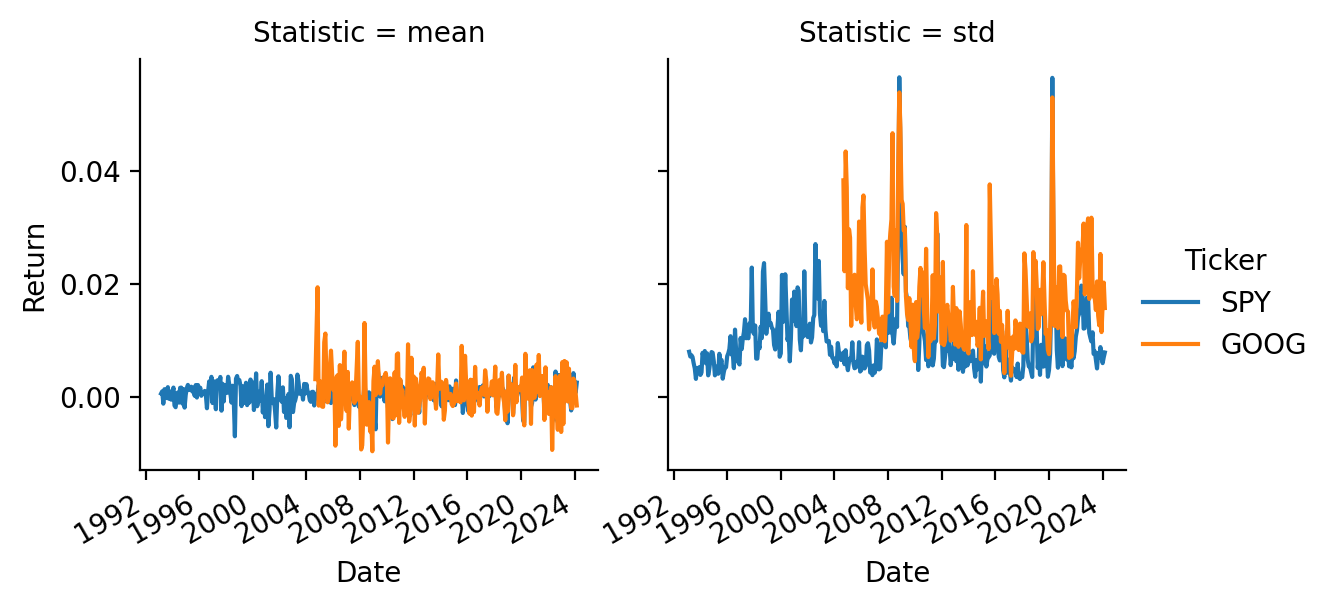 Statistic = mean
Statistic = std
Return
0.04
0.02
0.00
1992 1996 2000 2004 2008 2012 2016 2020 2024
1992 1996 2000 2004 2008 2012 2016 2020 2024
Date
Date
Ticker
SPY
GOOG